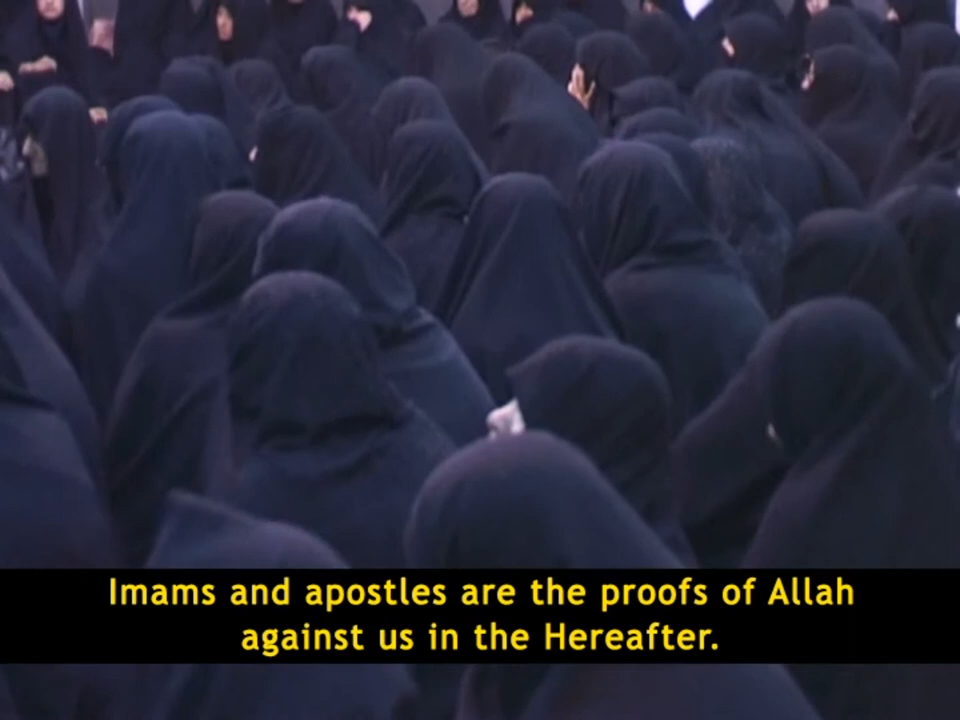 Imams and apostles are the proofs of Allah
against us in the Hereafter.